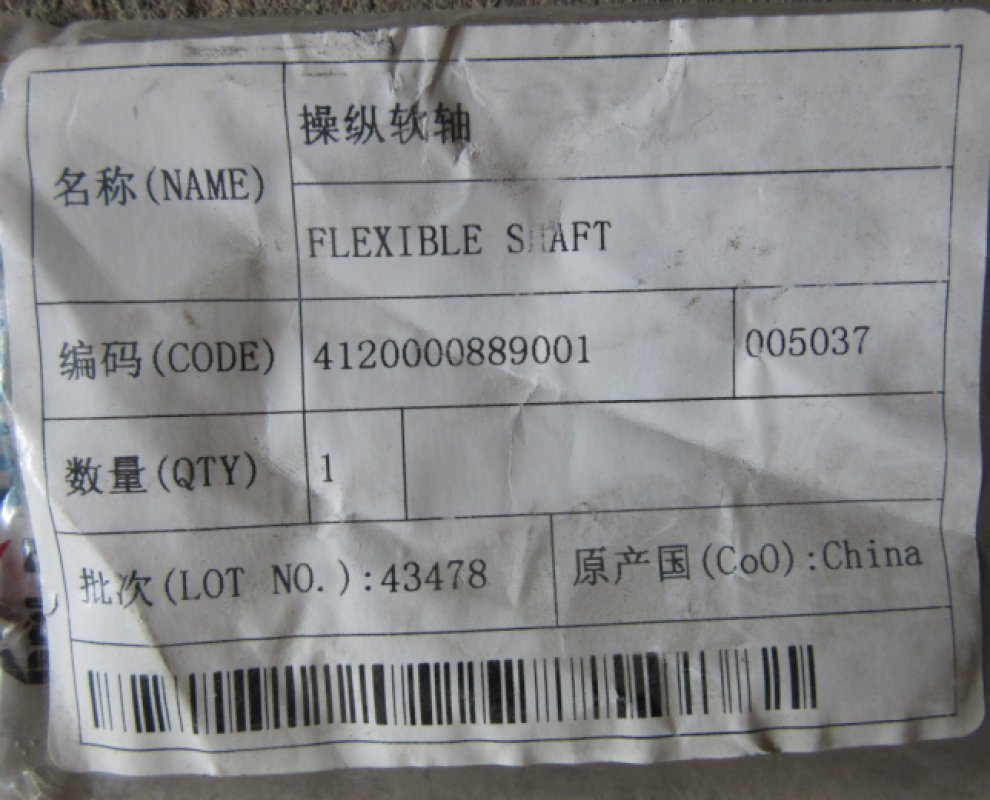 名称(NAME)
操纵软轴
FLEXIBLE SHAFT
编码(CODE) 4120000889001 005037
数量(QTY) 1
批次(LOT NO.):43478 原产国(CoO):China